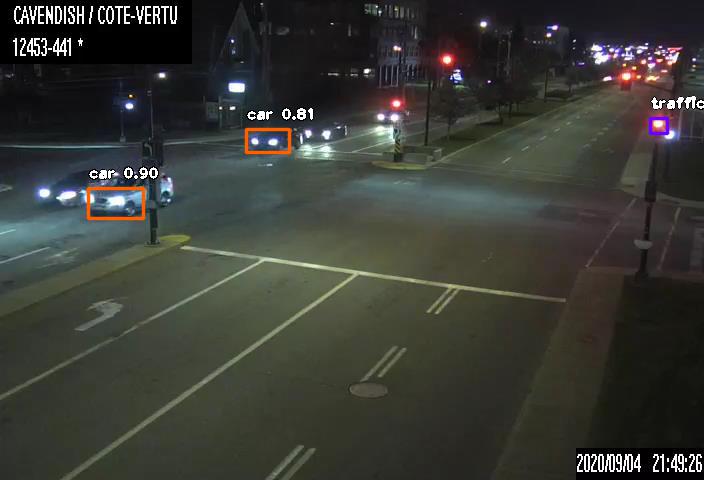 CAVENDISH / COTE-VERTU
12453-441 *
car 0.81
traffic
car 0.90
2020/09/04 21:49:26